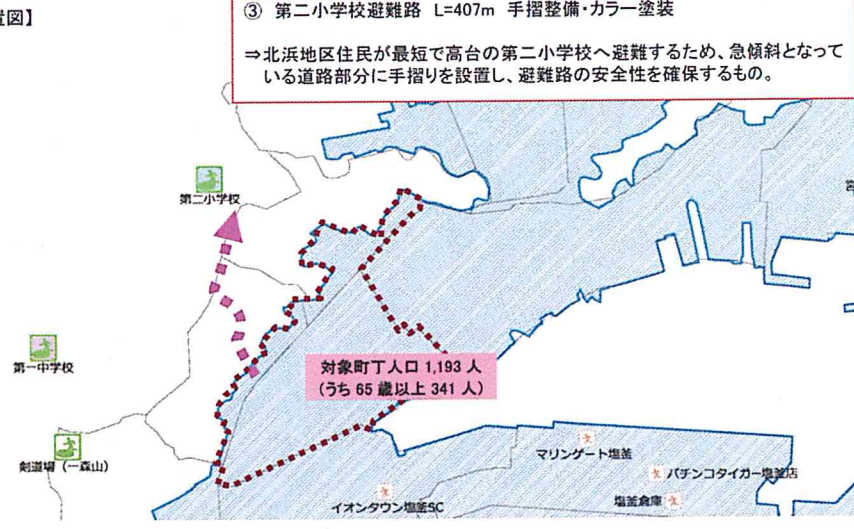 置図】
③ 第二小学校避難路 L=407m 手摺整備・カラー塗装
⇒北浜地区住民が最短で高台の第二小学校へ避難するため、急傾斜となって
いる道路部分に手摺りを設置し、避難路の安全性を確保するもの。
第二小学校
第一中学校
対象町丁人口 1,193 人
（うち 65 歳以上 341 人）
剣道場（一森山）
マリンゲート塩釜
パチンコタイガー塩釜店
塩釜倉庫
イオンタウン塩釜SC